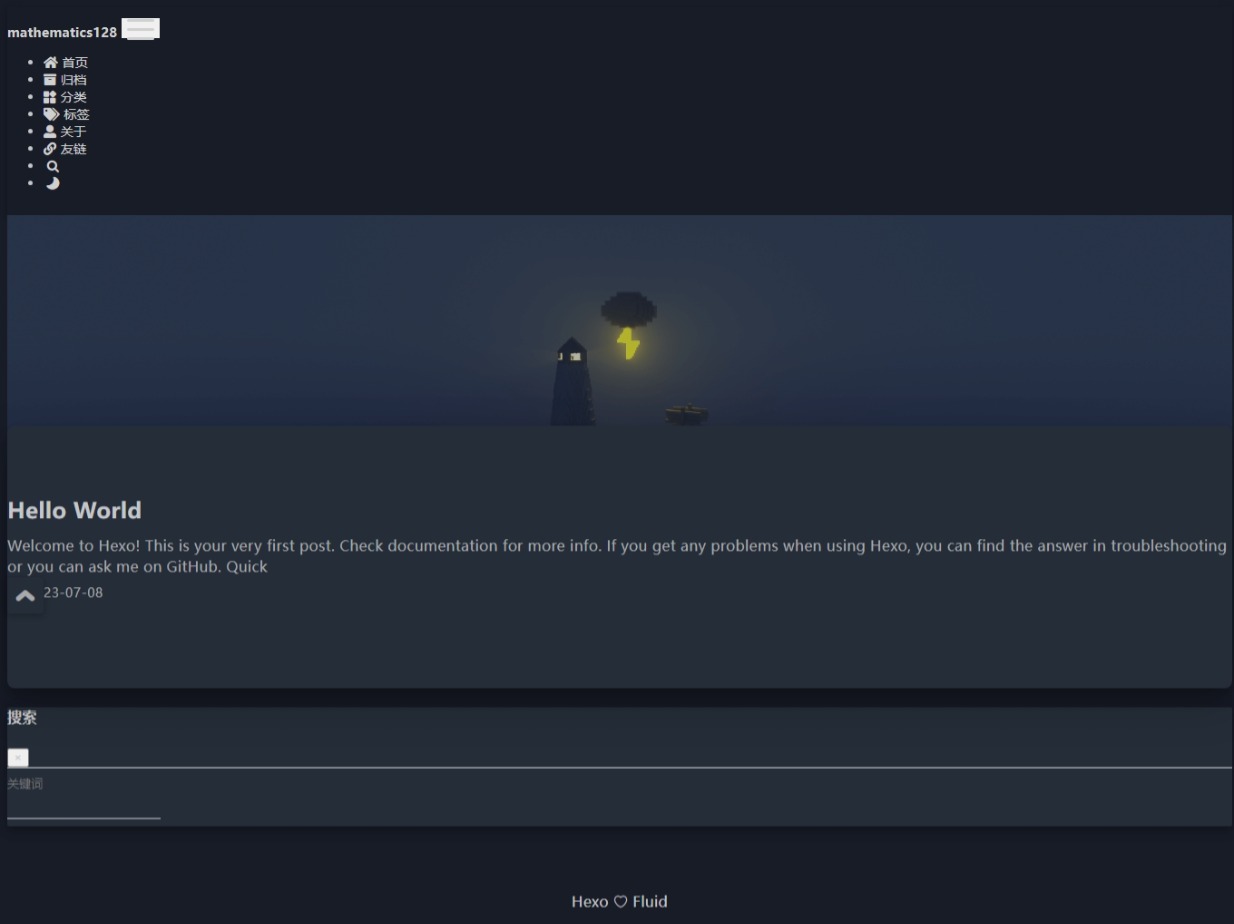 mathematics128
首页
归档
分类
标签
关于
友链
Hello World
Welcome to Hexo! This is your very first post. Check documentation for more info. If you get any problems when using Hexo, you can find the answer in troubleshooting
or you can ask me on GitHub. Quick
23-07-08
搜索
×
关键词
Hexo ♡ Fluid